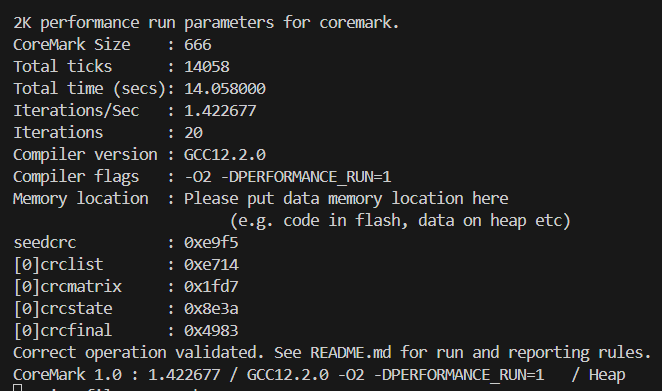 2K performance run parameters for coremark.
CoreMark Size    : 666
Total ticks      : 14058
Total time (secs): 14.058000
Iterations/Sec   : 1.422677
Iterations       : 20
Compiler version : GCC12.2.0
Compiler flags   : -O2 -DPERFORMANCE_RUN=1
Memory location  : Please put data memory location here
                        (e.g. code in flash, data on heap etc)
seedcrc          : 0xe9f5
[0]crclist       : 0xe714
[0]crcmatrix     : 0x1fd7
[0]crcstate      : 0x8e3a
[0]crcfinal      : 0x4983
Correct operation validated. See README.md for run and reporting rules.
CoreMark 1.0 : 1.422677 / GCC12.2.0 -O2 -DPERFORMANCE_RUN=1   / Heap